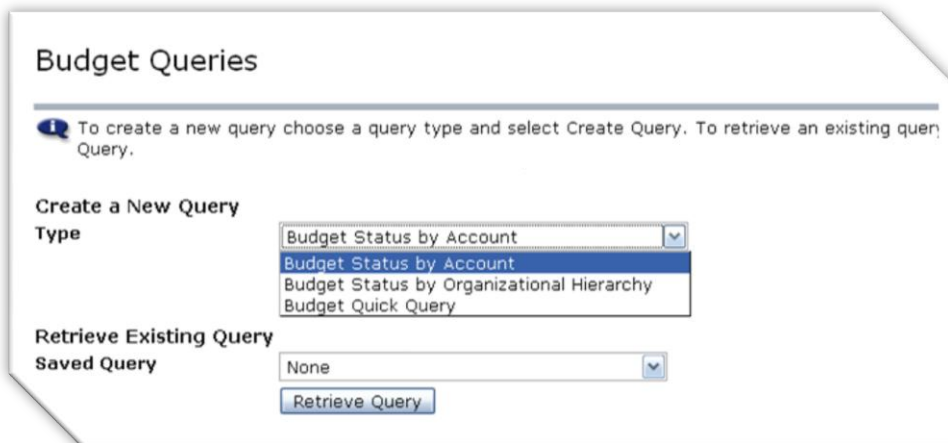 Budget Queries
To create a new query choose a query type and select Create Query. To retrieve an existing query
Query.
Create a New Query
Type
Budget Status by Account
Budget Status by Account
Budget Status by Organizational Hierarchy
Budget Quick Query
Retrieve Existing Query
Saved Query
None
Retrieve Query